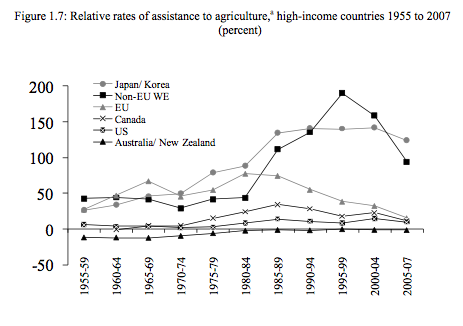 Figure 1.7: Relative rates of assistance to agriculture,ª high-income countries 1955 to 2007
(percent)
200
150
100
50
0
-50
Japan/ Korea
Non-EU WE
EU
Canada
US
Australia/ New Zealand
1955-59
1960-64
1965-69
1970-74
1975-79
1980-84
1985-89
1990-94
1995-99
2000-04
2005-07